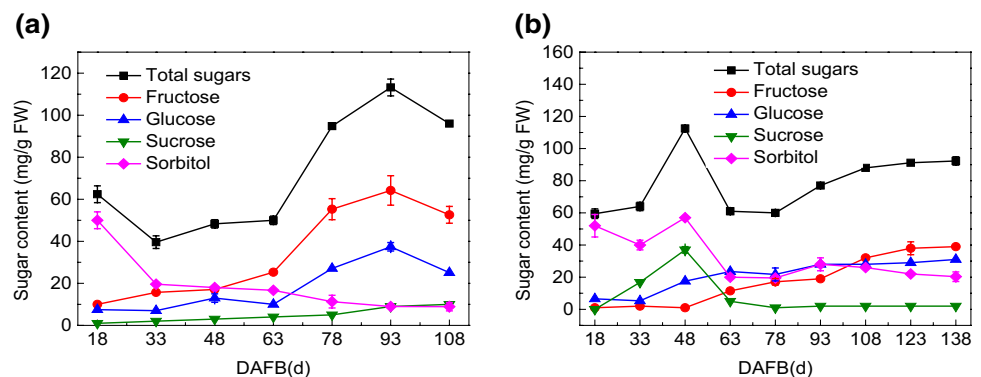 (a)
Sugar content (mg/g FW)
120
100
80
60
40
20
0
Total sugars
Fructose
Glucose
Sucrose
Sorbitol
18 33 48 63 78 93 108
DAFB(d)
(b)
Sugar content (mg/g FW)
160
140
120
100
80
60
40
20
0
Total sugars
Fructose
Glucose
Sucrose
Sorbitol
18 33 48 63 78 93 108 123 138
DAFB(d)